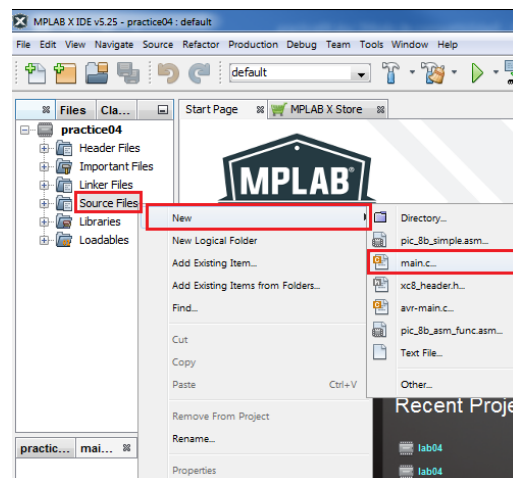 MPLAB X IDE v5.25 - practice04 : default
File Edit View Navigate Source Refactor Production Debug Team Tools Window Help
default
Files Cla... Start Page MPLAB X Store
practice04
Header Files
Important Files
Linker Files
Source Files
Libraries
Loadables
MPLAB
New
New Logical Folder
Add Existing Item...
Add Existing Items from Folders...
Find...
Cut
Copy
Paste Ctrl+V
Remove From Project
Rename...
Properties
Directory...
pic_8b_simple.asm...
main.c...
xc8_header.h...
avr-main.c...
pic_8b_asm_func.asm...
Text File...
Other...
Recent Proje
lab04
lab04
practic... mai...